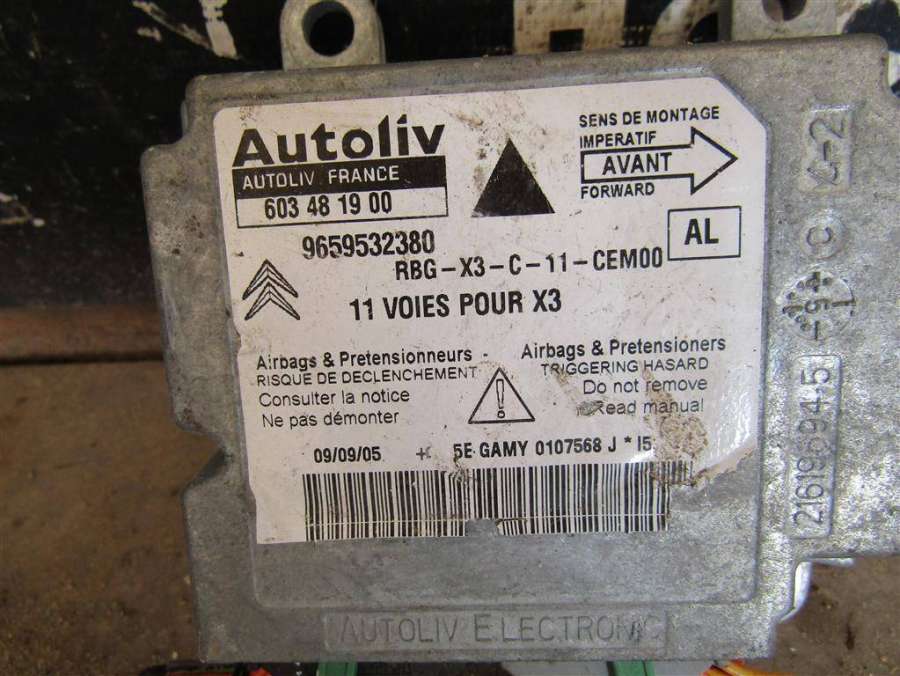 Autoliv
AUTOLIV FRANCE
603 48 19 00
SENS DE MONTAGE
IMPERATIF
AVANT
FORWARD
9659532380
AL
RBG-X3-C-11-CEM00
11 VOIES POUR X3
Airbags & Pretensionneurs -
RISQUE DE DECLENCHEMENT
Consulter la notice
Ne pas démonter
Airbags & Pretensioners
TRIGGERING HASARD
Do not remove
Read manual
09/09/05
5E GAMY 0107568 J * 15
AUTOLIV ELECTRONIC